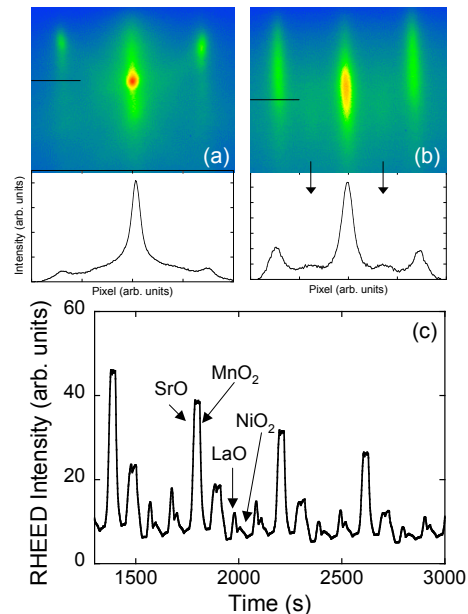 (a)
(b)
Intensity (arb. units)
Pixel (arb. units)
Pixel (arb. units)
(c)
RHEED Intensity (arb. units)
60
40
20
0
SrO
MnO₂
LaO
NiO₂
1500
2000
2500
3000
Time (s)